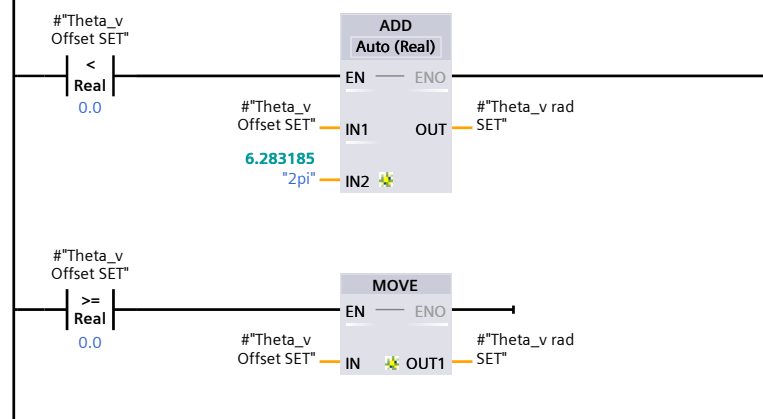 #"Theta_v
Offset SET"
<
Real
0.0
ADD
Auto (Real)
EN
ENO
#"Theta_v
Offset SET"
IN1
OUT
#"Theta_v rad
SET"
6.283185
"2pi"
IN2
#"Theta_v
Offset SET"
>=
Real
0.0
MOVE
EN
ENO
#"Theta_v
Offset SET"
IN
OUT1
#"Theta_v rad
SET"